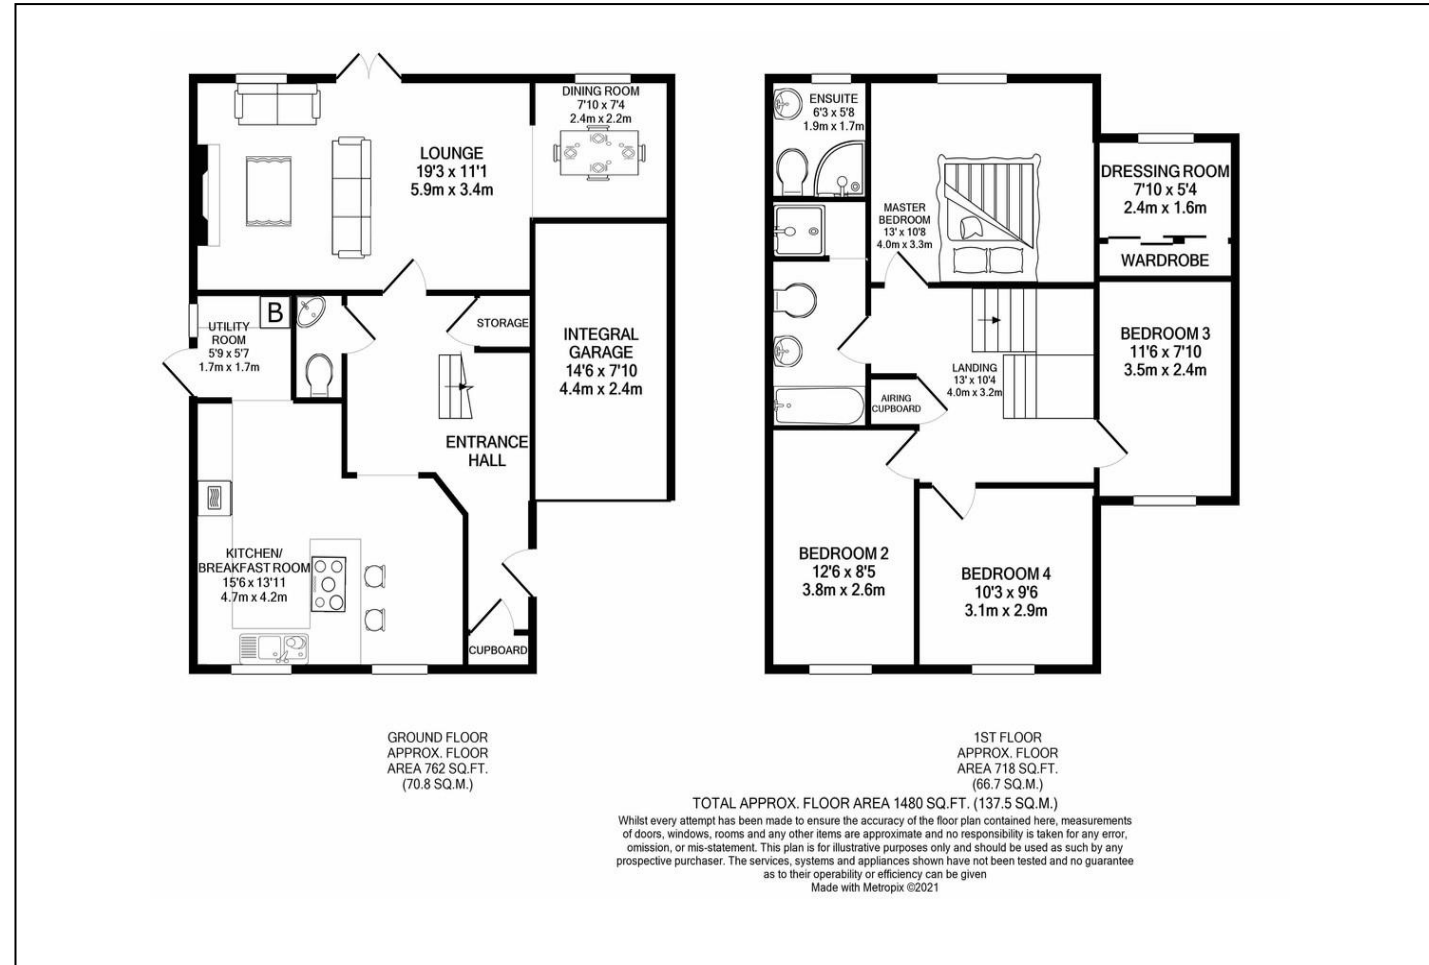 DINING ROOM
7'10 x 7'4
2.4m x 2.2m
LOUNGE
19'3 x 11'1
5.9m x 3.4m
B
UTILITY
ROOM
5'9 x 5'7
1.7m x 1.7m
STORAGE
INTEGRAL
GARAGE
14'6 x 7'10
4.4m x 2.4m
ENTRANCE
HALL
KITCHEN/
BREAKFAST ROOM
15'6 x 13'11
4.7m x 4.2m
CUPBOARD
GROUND FLOOR
APPROX. FLOOR
AREA 762 SQ.FT.
(70.8 SQ.M.)
ENSUITE
6'3 x 5'8
1.9m x 1.7m
MASTER
BEDROOM
13' x 10'8
4.0m x 3.3m
DRESSING ROOM
7'10 x 5'4
2.4m x 1.6m
WARDROBE
BEDROOM 3
11'6 x 7'10
3.5m x 2.4m
LANDING
13' x 10'4
4.0m x 3.2m
AIRING
CUPBOARD
BEDROOM 2
12'6 x 8'5
3.8m x 2.6m
BEDROOM 4
10'3 x 9'6
3.1m x 2.9m
1ST FLOOR
APPROX. FLOOR
AREA 718 SQ.FT.
(66.7 SQ.M.)
TOTAL APPROX. FLOOR AREA 1480 SQ.FT. (137.5 SQ.M.)
Whilst every attempt has been made to ensure the accuracy of the floor plan contained here, measurements
of doors, windows, rooms and any other items are approximate and no responsibility is taken for any error,
omission, or mis-statement. This plan is for illustrative purposes only and should be used as such by any
prospective purchaser. The services, systems and appliances shown have not been tested and no guarantee
as to their operability or efficiency can be given
Made with Metropix ©2021